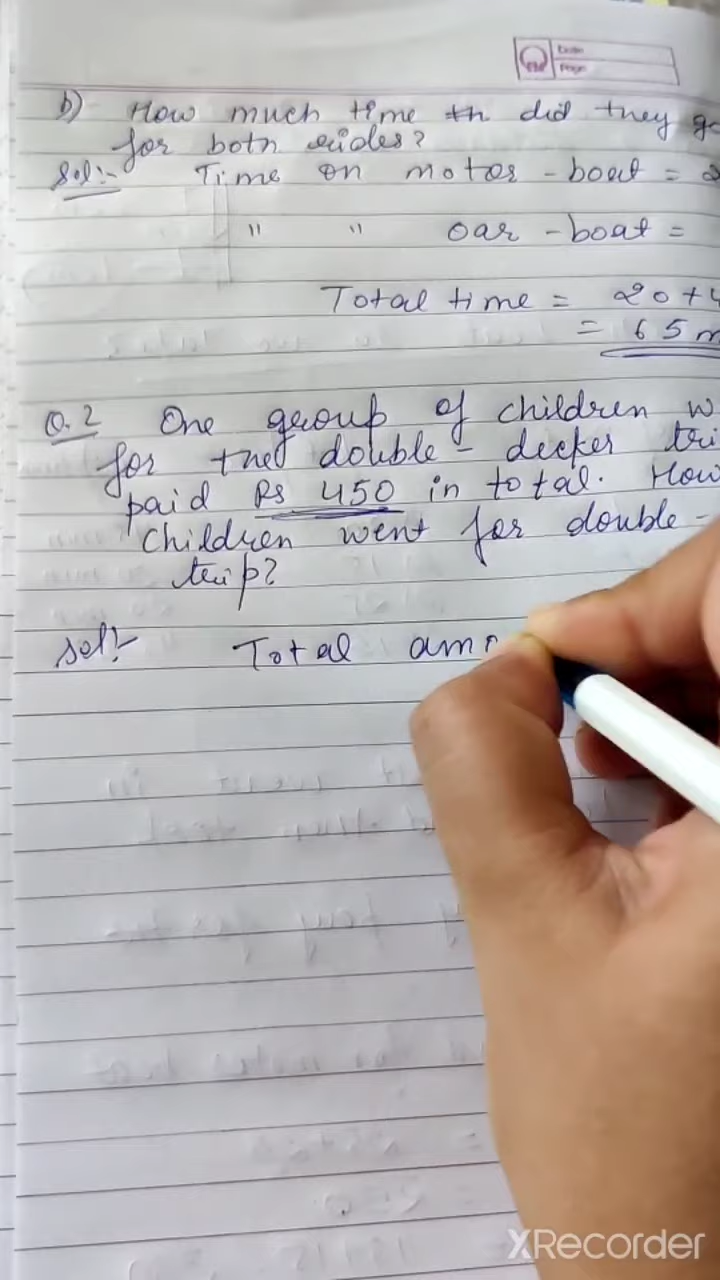 Date
Page
b) How much time th did they g
for both rides?
Sol:- Time on motor - boat = 2
" " oar - boat =
Total time = 20+4
= 65 m
Q.2 One group of children w
for the double - decker tri
paid Rs 450 in total. How
children went for double -
trip?
Sol:- Total am
XRecorder